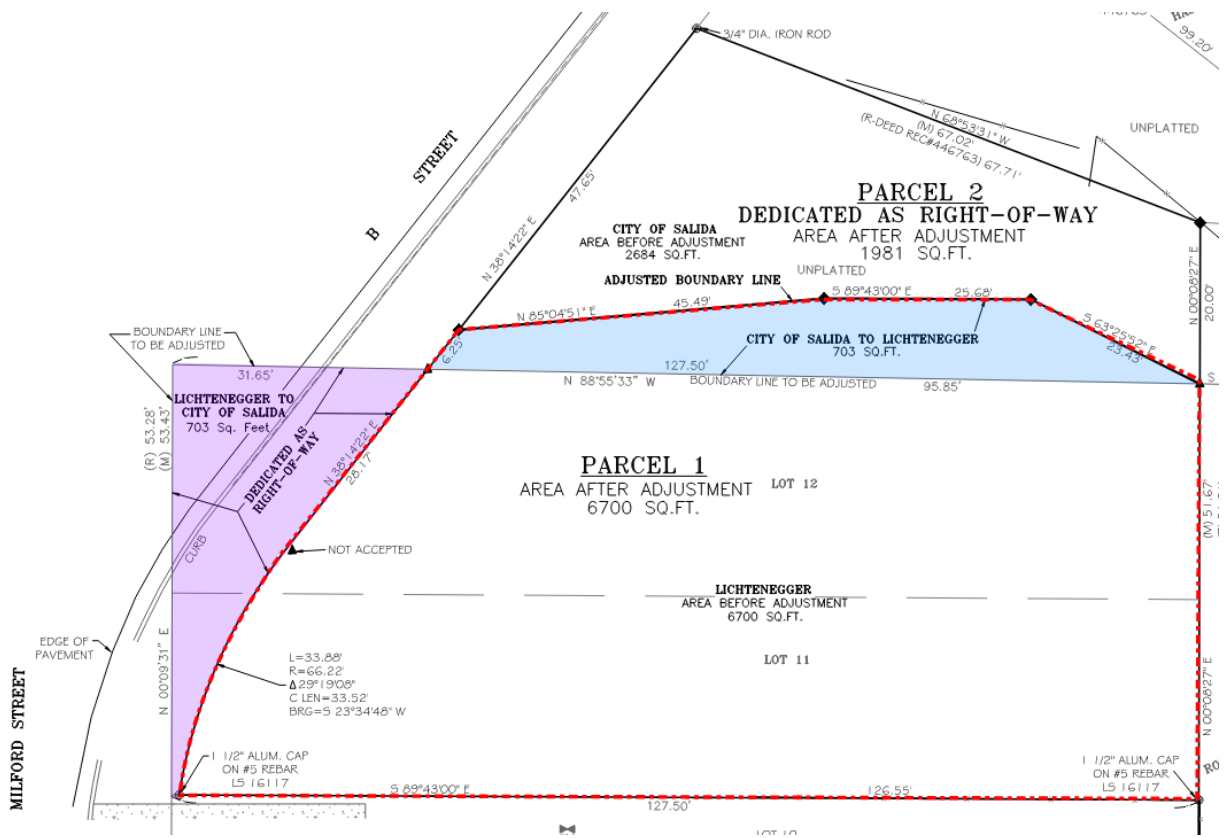 3/4" DIA. IRON ROD
99.20'
N 68°53'31" W
(M) 67.02'
(R-DEED REC#446763) 67.71'
UNPLATTED
STREET
B
47.65'
N 38°14'22" E
PARCEL 2
DEDICATED AS RIGHT-OF-WAY
AREA AFTER ADJUSTMENT
1981 SQ.FT.
CITY OF SALIDA
AREA BEFORE ADJUSTMENT
2684 SQ.FT.
UNPLATTED
ADJUSTED BOUNDARY LINE
S 89°43'00" E
25.68'
N 85°04'51" E
45.49'
N 00°08'27" E
20.00'
S 63°25'52" E
23.43'
BOUNDARY LINE
TO BE ADJUSTED
6.25'
CITY OF SALIDA TO LICHTENEGGER
703 SQ.FT.
31.65'
127.50'
N 88°55'33" W
BOUNDARY LINE TO BE ADJUSTED
95.85'
S
LICHTENEGGER TO
CITY OF SALIDA
703 Sq. Feet
(R) 53.28'
(M) 53.43'
DEDICATED AS
RIGHT-OF-WAY
N 38°14'22" E
28.17'
PARCEL 1
AREA AFTER ADJUSTMENT
6700 SQ.FT.
LOT 12
(M) 51.67'
CURB
NOT ACCEPTED
LICHTENEGGER
AREA BEFORE ADJUSTMENT
6700 SQ.FT.
EDGE OF
PAVEMENT
N 00°09'31" E
L=33.88'
R=66.22'
Δ29°19'08"
C LEN=33.52'
BRG=S 23°34'48" W
LOT 11
N 00°08'27" E
MILFORD STREET
1 1/2" ALUM. CAP
ON #5 REBAR
LS 16117
1 1/2" ALUM. CAP
ON #5 REBAR
LS 16117
RO
S 89°43'00" E
126.55'
127.50'